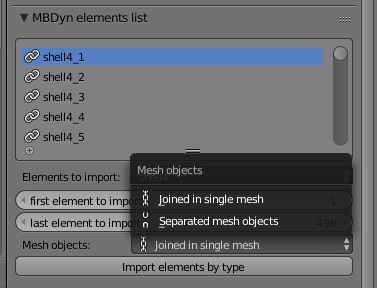 MBDyn elements list
shell4_1
shell4_2
shell4_3
shell4_4
shell4_5
Elements to import:
Mesh objects
first element to impor
Joined in single mesh
1
last element to import
Separated mesh objects
496
Mesh objects:
Joined in single mesh
Import elements by type